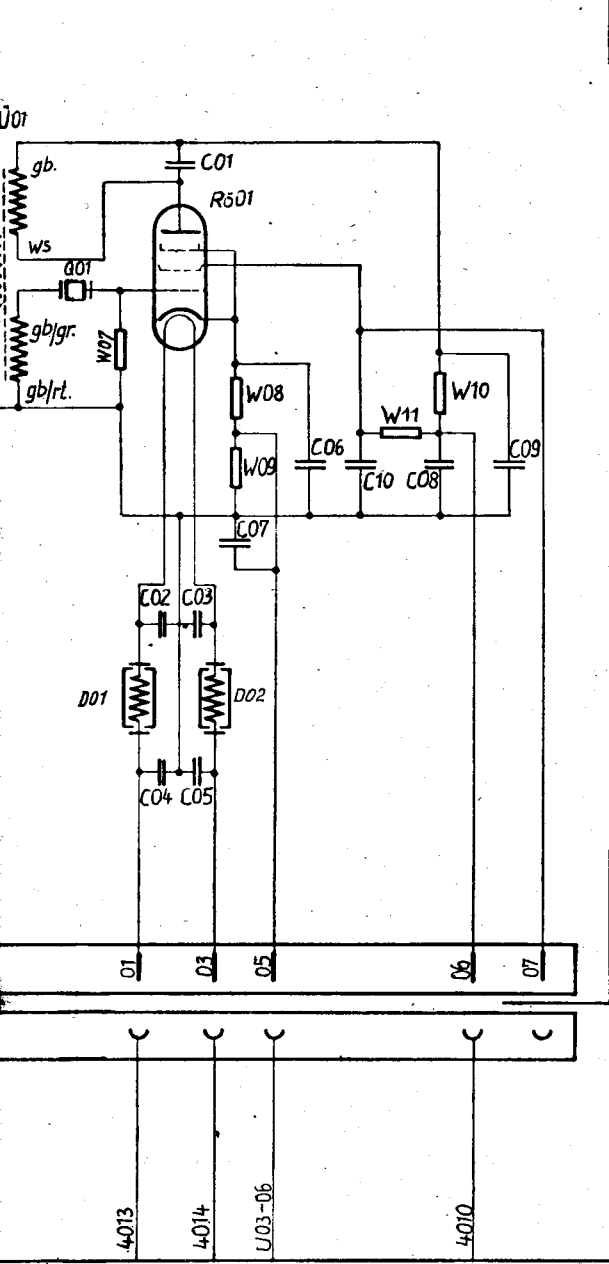 Ü01
gb.
C01
Rö01
ws
Q01
gb/gr.
W07
gb/rt.
W08
W10
W11
C06
W09
C10
C08
C09
C07
C02
C03
D01
D02
C04
C05
01
03
05
06
07
4013
4014
U03-06
4010